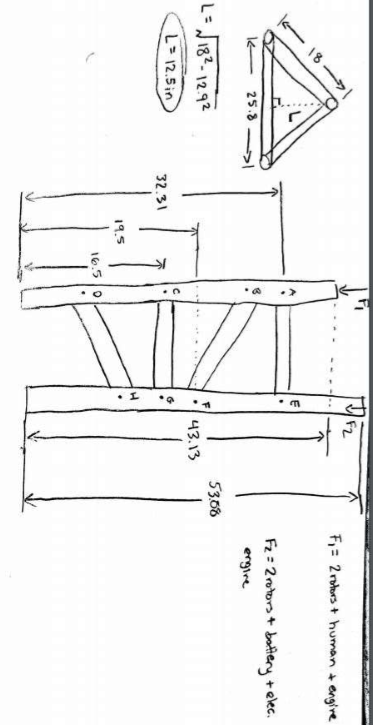 18
25.8
L
L = √18² - 12.9²
L = 12.5in
32.31
19.5
16.5
F₁
F₂
A
B
C
D
E
F
G
H
43.13
53.08
F₁ = 2 rotors + human + engine
F₂ = 2 rotors + battery + elec.
engine